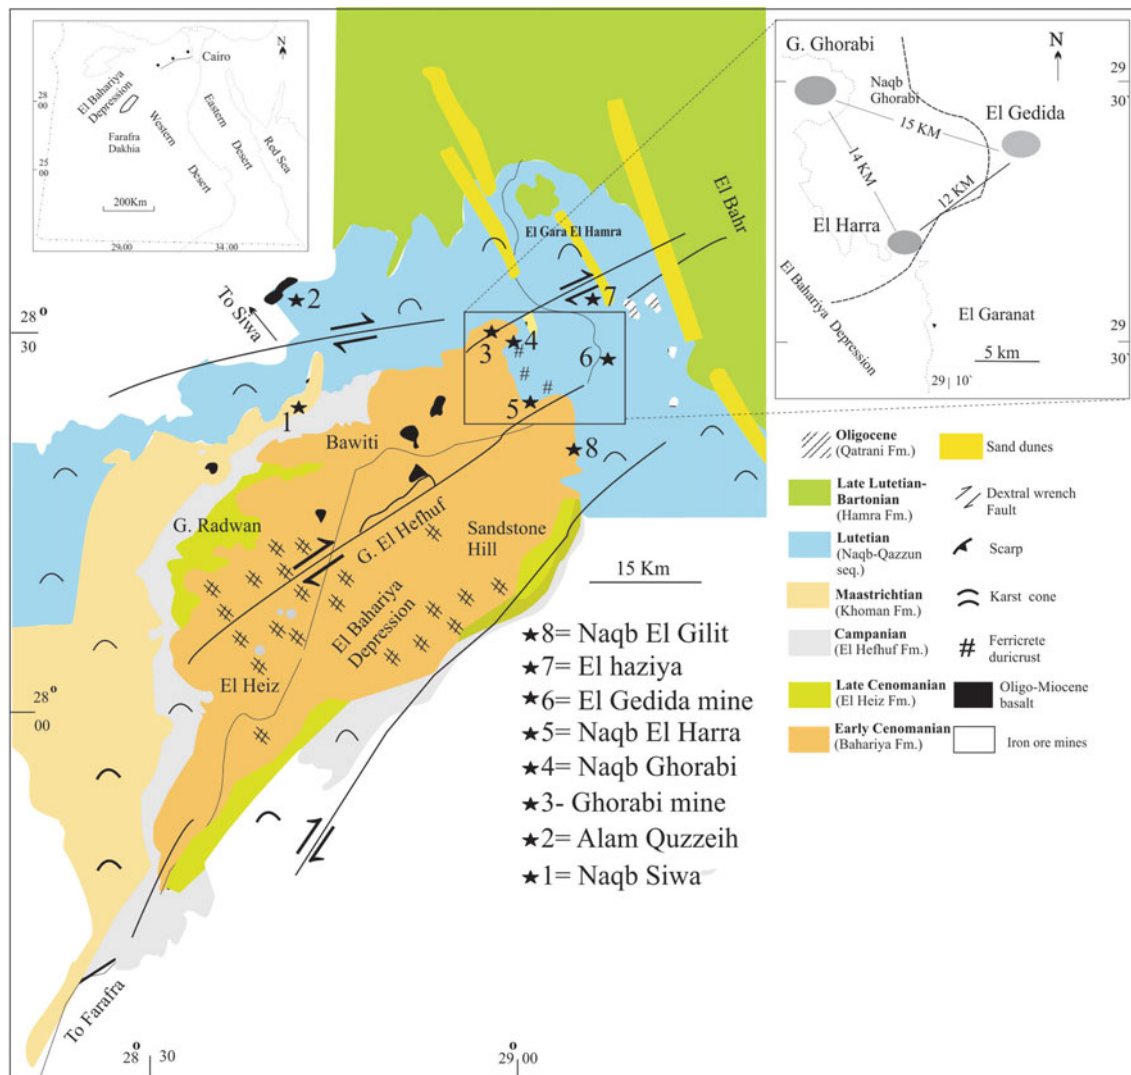 N
Cairo
El Bahariya
Depression
28
00
Farafra
Dakhia
25
00
Western
Desert
Eastern
Desert
Red Sea
200Km
29.00
34.00
G. Ghorabi
N
29
30`
Naqb
Ghorabi
El Gedida
15 KM
14 KM
12 KM
El Harra
El Bahariya Depression
El Garanat
29
30`
5 km
29 10`
El Bahr
El Gara El Hamra
2
7
To Siwa
28 o
30
3
4
6
1
5
Bawiti
8
G. Radwan
G. El Hefhuf
Sandstone
Hill
15 Km
El Bahariya
Depression
El Heiz
28 o
00
★8= Naqb El Gilit
★7= El haziya
★6= El Gedida mine
★5= Naqb El Harra
★4= Naqb Ghorabi
★3- Ghorabi mine
★2= Alam Quzzeih
★1= Naqb Siwa
To Farafra
o
28 30
o
29 00
Oligocene
(Qatrani Fm.)
Late Lutetian-
Bartonian
(Hamra Fm.)
Lutetian
(Naqb-Qazzun
seq.)
Maastrichtian
(Khoman Fm.)
Campanian
(El Hefhuf Fm.)
Late Cenomanian
(El Heiz Fm.)
Early Cenomanian
(Bahariya Fm.)
Sand dunes
Dextral wrench
Fault
Scarp
Karst cone
Ferricrete
duricrust
Oligo-Miocene
basalt
Iron ore mines